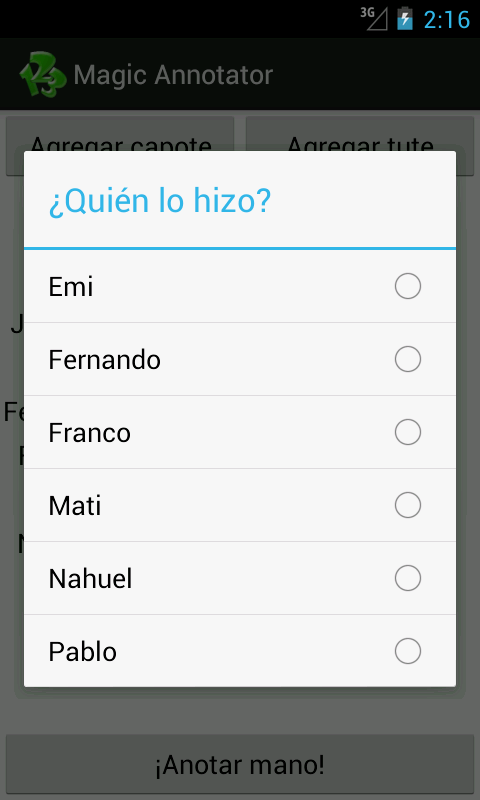 3G 2:16
Magic Annotator
Agregar capote Agregar tute
¿Quién lo hizo?
Emi
Fernando
Franco
Mati
Nahuel
Pablo
¡Anotar mano!